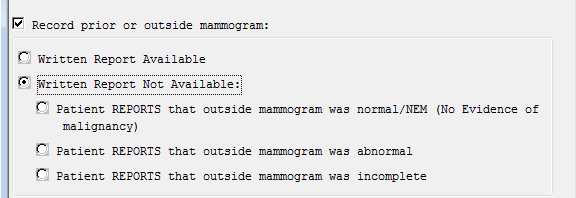 Record prior or outside mammogram:
Written Report Available
Written Report Not Available:
Patient REPORTS that outside mammogram was normal/NEM (No Evidence of
malignancy)
Patient REPORTS that outside mammogram was abnormal
Patient REPORTS that outside mammogram was incomplete